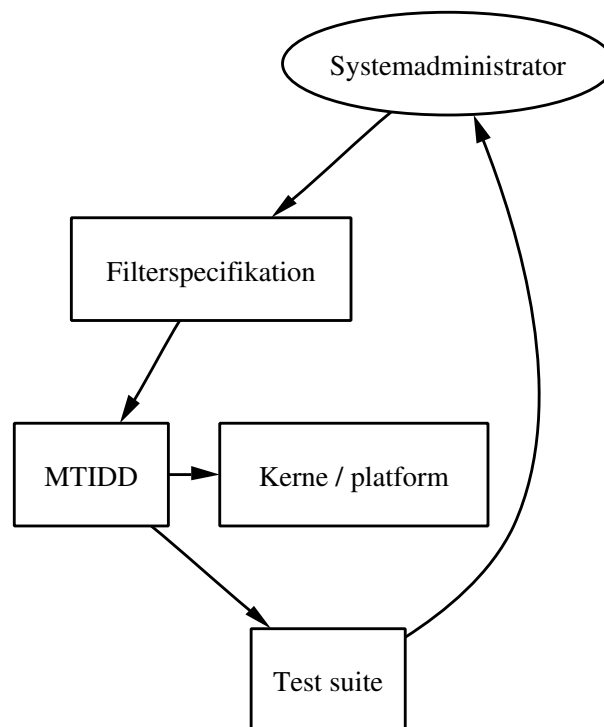 Systemadministrator
Filterspecifikation
MTIDD
Kerne / platform
Test suite